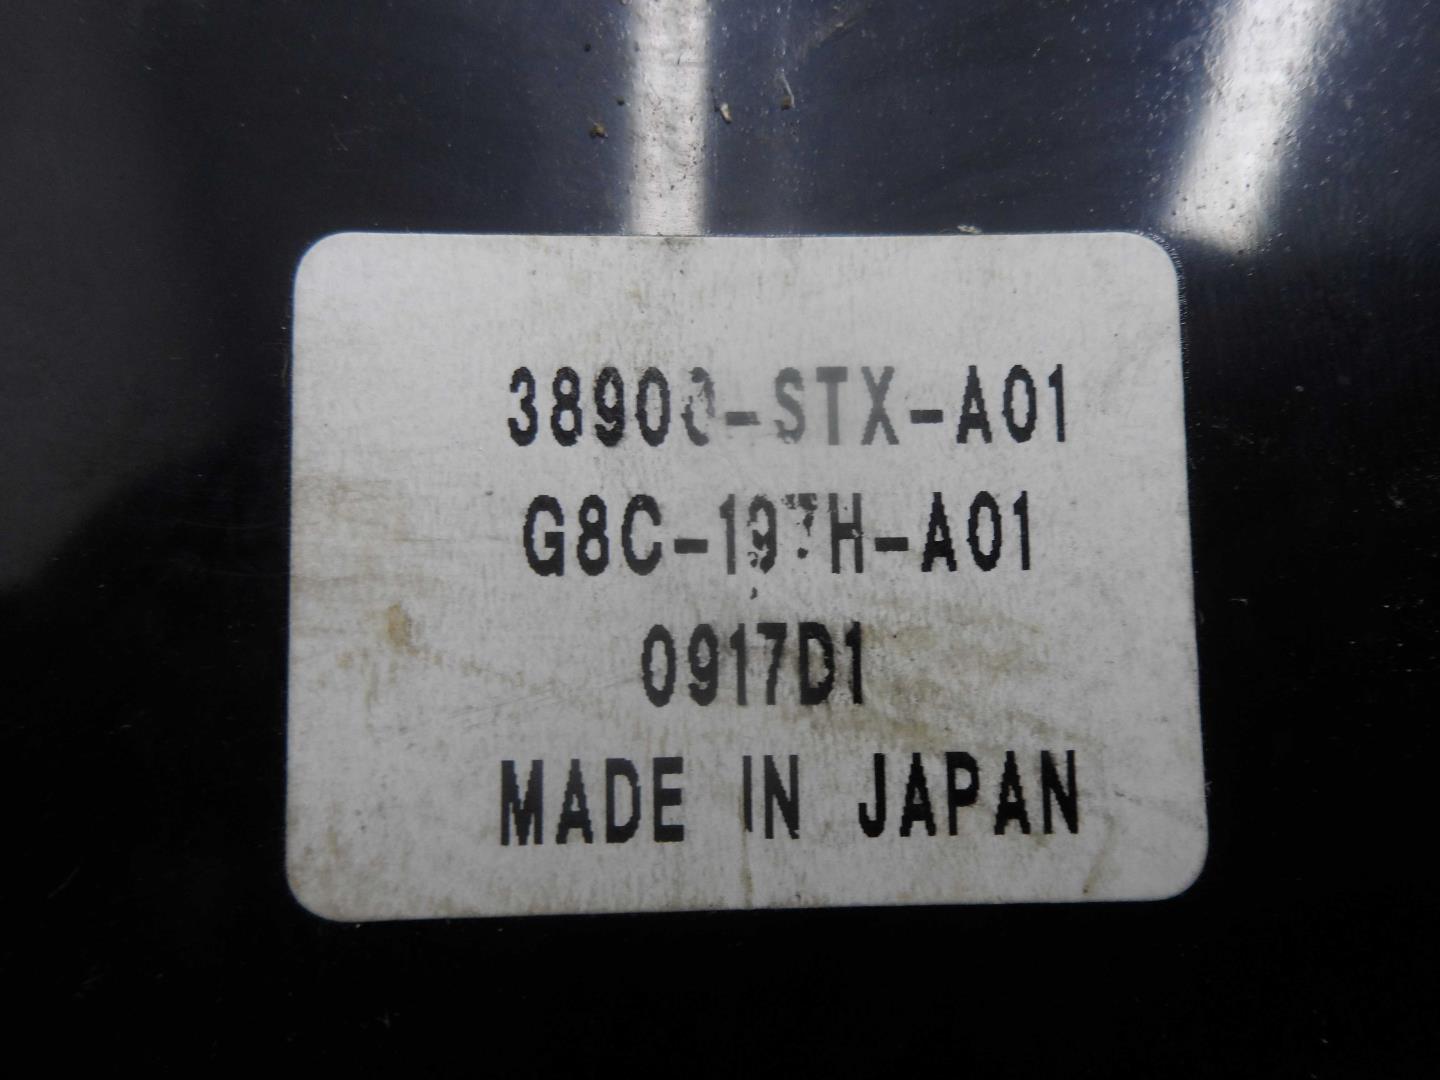 38900-STX-A01
G8C-197H-A01
0917D1
MADE IN JAPAN